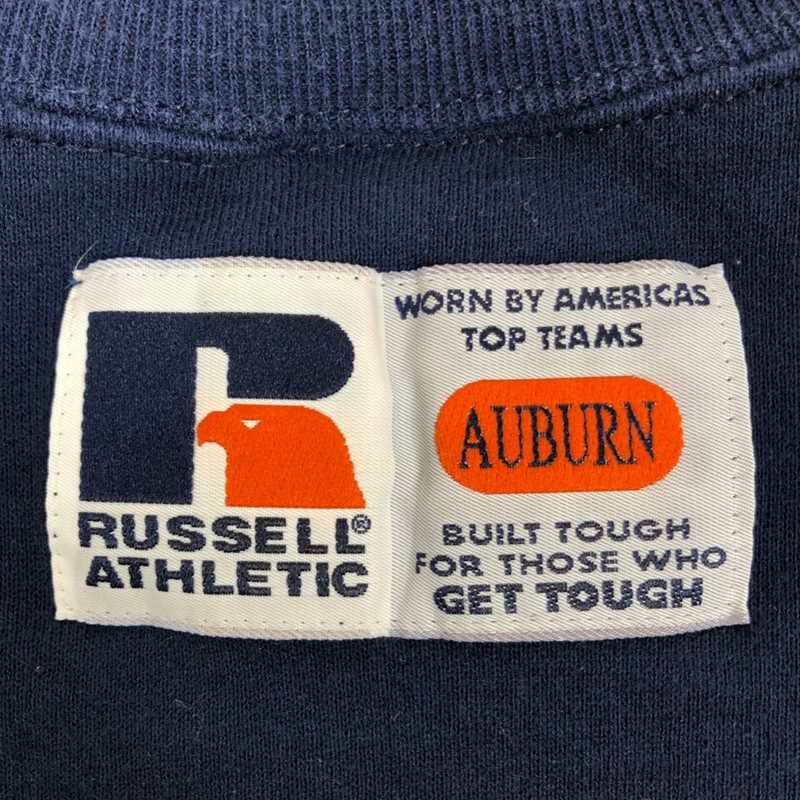 RUSSELL®
ATHLETIC
WORN BY AMERICAS
TOP TEAMS
AUBURN
BUILT TOUGH
FOR THOSE WHO
GET TOUGH